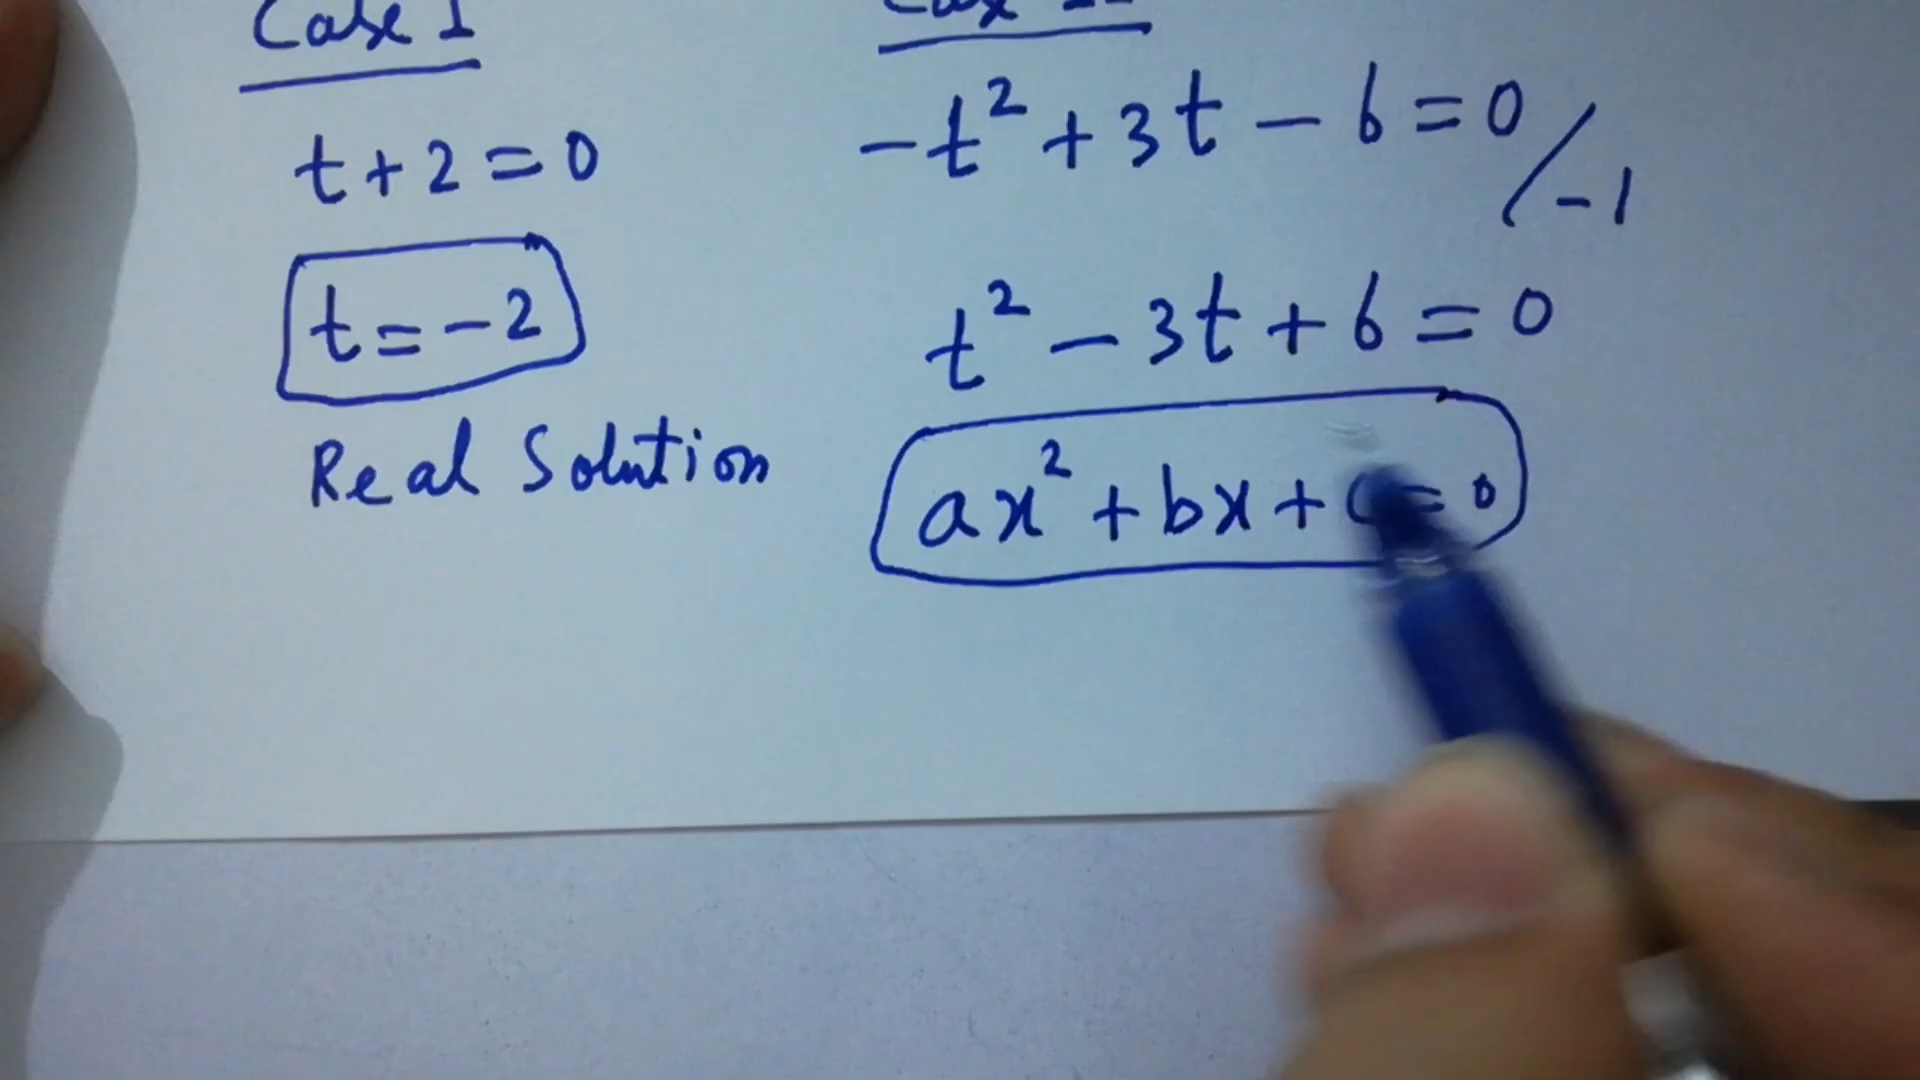 Case I
t + 2 = 0
t = - 2
Real Solution
- t² + 3t - 6 = 0 / -1
t² - 3t + 6 = 0
ax² + bx + c = 0